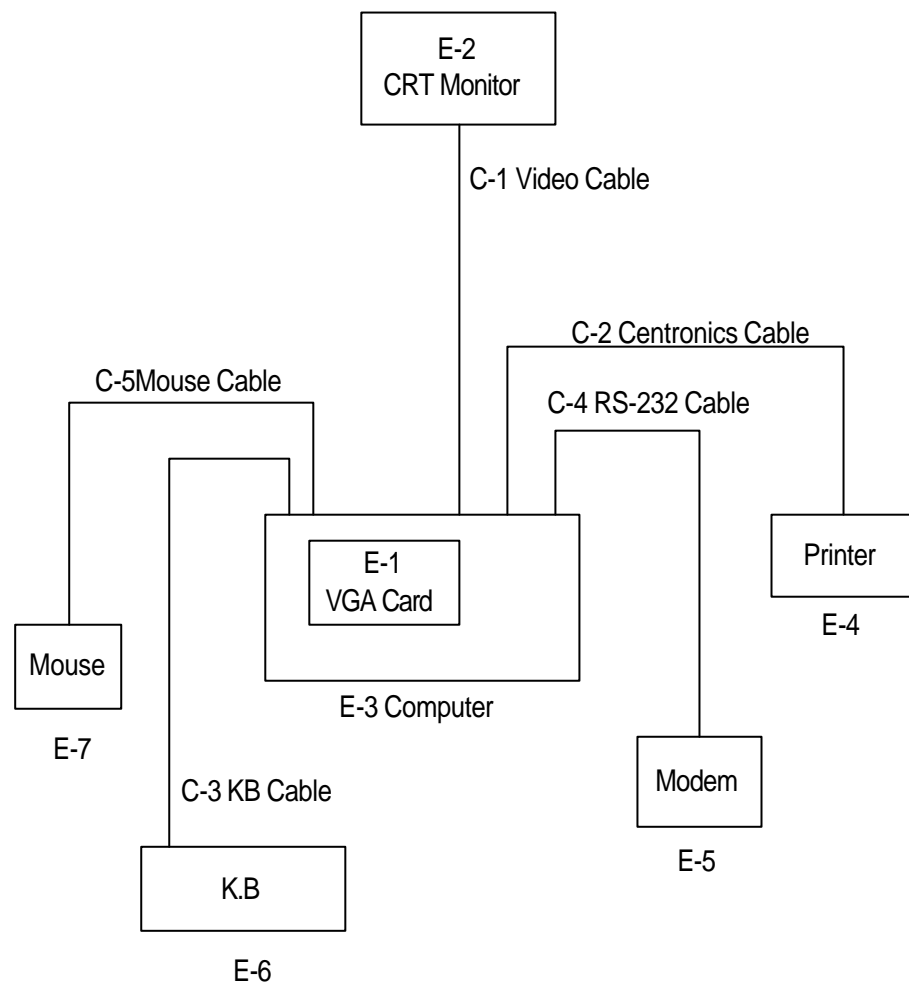 E-2
CRT Monitor
C-1 Video Cable
C-2 Centronics Cable
C-5Mouse Cable
C-4 RS-232 Cable
E-1
VGA Card
Printer
E-4
Mouse
E-3 Computer
E-7
C-3 KB Cable
Modem
E-5
K.B
E-6